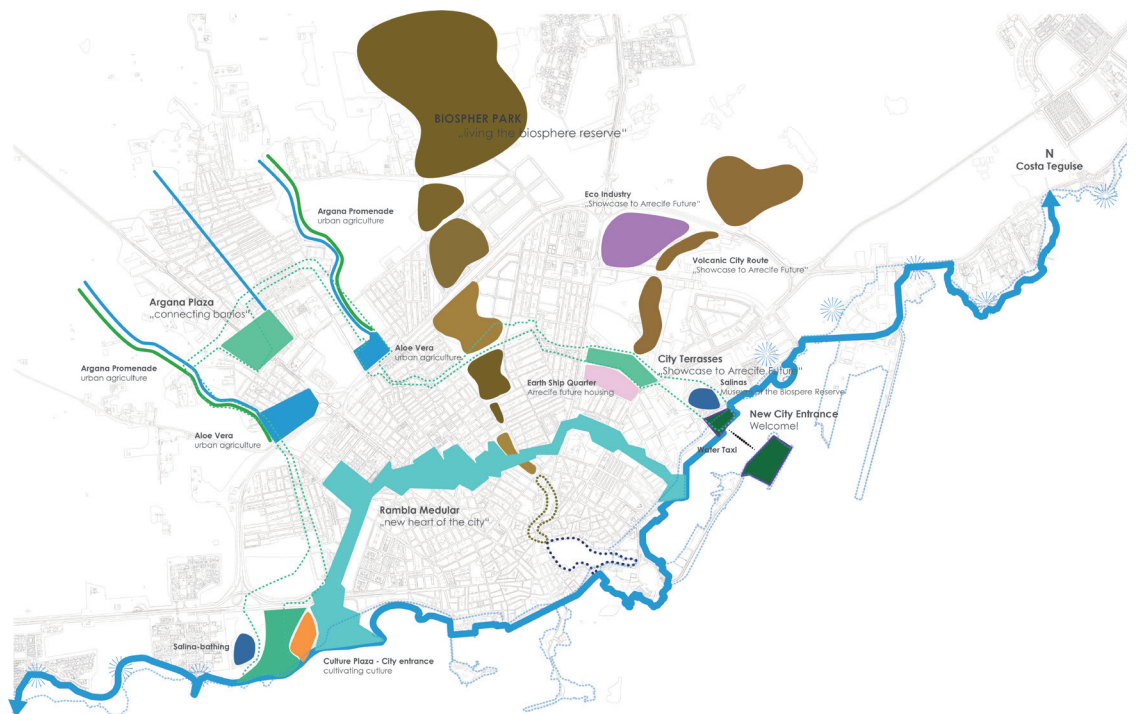 BIOSPHER PARK
„living the biosphere reserve“
N
Costa Teguise
Eco Industry
„Showcase to Arrecife Future“
Argana Promenade
urban agriculture
Volcanic City Route
„Showcase to Arrecife Future“
Argana Plaza
„connecting barrios“
Aloe Vera
urban agriculture
City Terrasses
„Showcase to Arrecife Future“
Argana Promenade
urban agriculture
Earth Ship Quarter
Arrecife future housing
Salinas
Museum of the Biospere Reserve
New City Entrance
Welcome!
Aloe Vera
urban agriculture
Water Taxi
Rambla Medular
„new heart of the city“
Salina-bathing
Culture Plaza - City entrance
cultivating cutlure